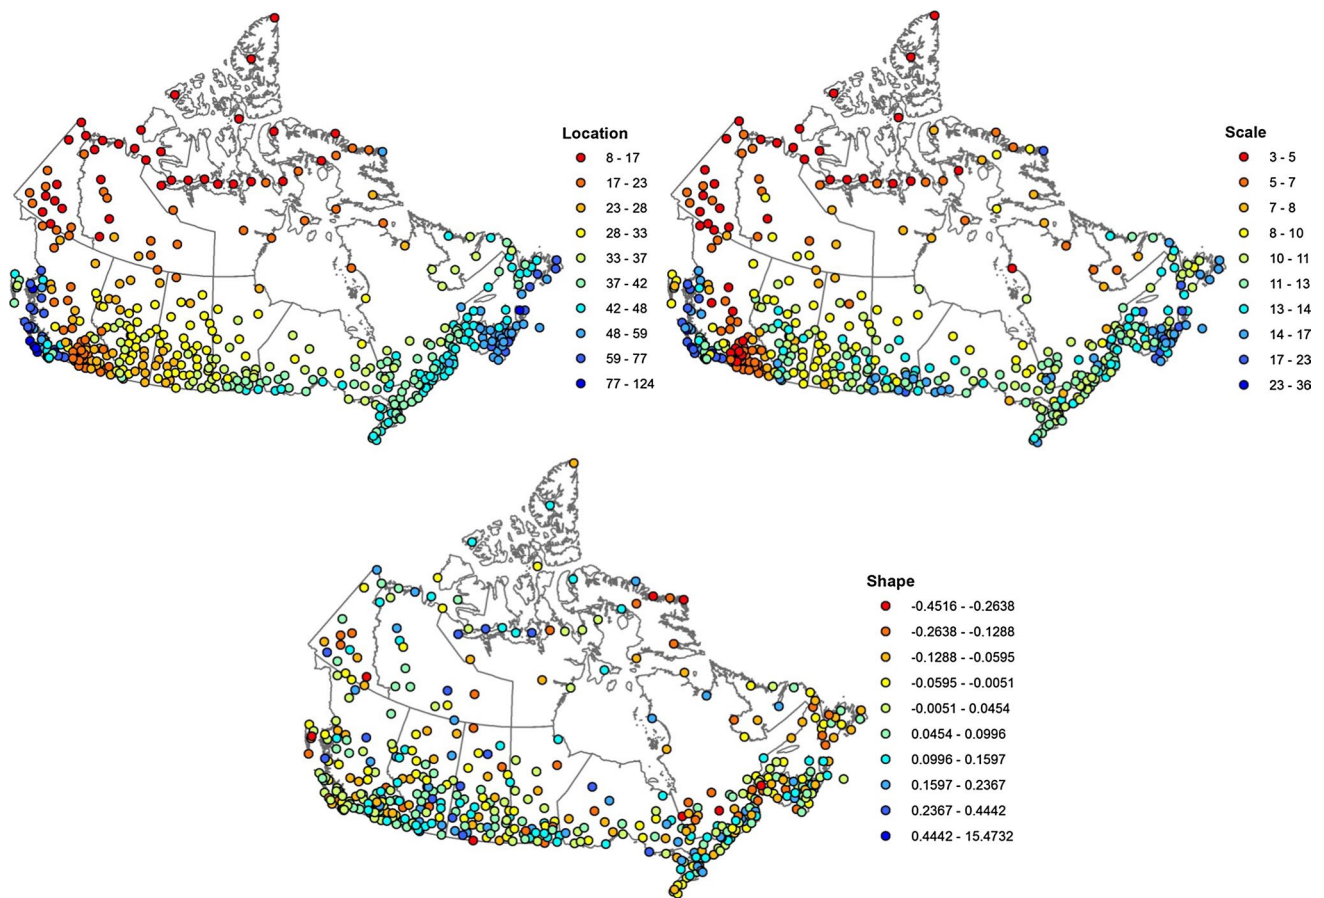 Location
8 - 17
17 - 23
23 - 28
28 - 33
33 - 37
37 - 42
42 - 48
48 - 59
59 - 77
77 - 124
Scale
3 - 5
5 - 7
7 - 8
8 - 10
10 - 11
11 - 13
13 - 14
14 - 17
17 - 23
23 - 36
Shape
-0.4516 - -0.2638
-0.2638 - -0.1288
-0.1288 - -0.0595
-0.0595 - -0.0051
-0.0051 - 0.0454
0.0454 - 0.0996
0.0996 - 0.1597
0.1597 - 0.2367
0.2367 - 0.4442
0.4442 - 15.4732